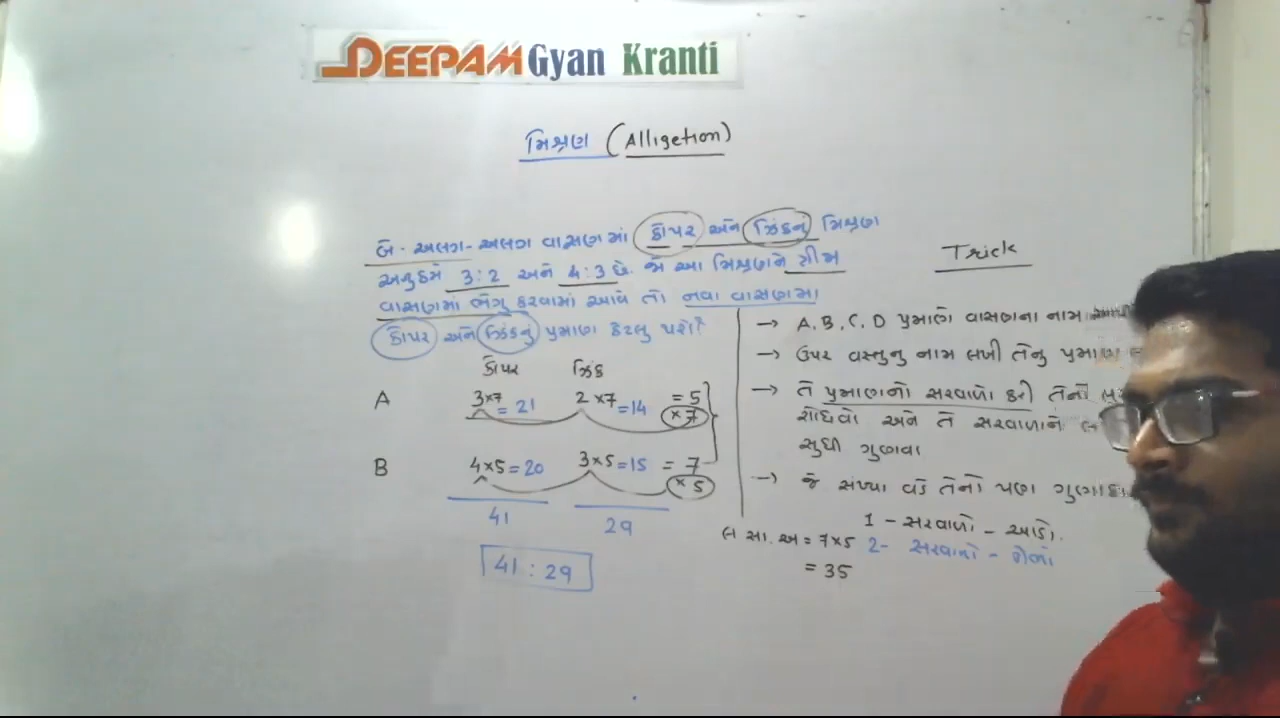 DEEPAM Gyan Kranti
મિશ્રણ (Alligetion)
બે - અલગ - અલગ વાસણમાં કોપર અને ઝિંકનું મિશ્રણ
અનુક્રમે 3:2 અને 4:3 છે. જો આ મિશ્રણને ત્રીજા
વાસણમાં ભેગુ કરવામાં આવે તો નવા વાસણમાં
કોપર અને ઝિંકનું પ્રમાણ કેટલુ થશે?
કોપર ઝિંક
A 3×7 = 21 2×7 = 14 = 5 ×7
B 4×5 = 20 3×5 = 15 = 7 ×5
41 29
41 : 29
Trick
→ A, B, C, D પ્રમાણે વાસણના નામ
→ ઉપર વસ્તુનુ નામ લખી તેનુ પ્રમાણ
→ તે પ્રમાણનો સરવાળો કરી તેનો
શોધવો અને તે સરવાળાને
સુધી ગુણવા
→ જે સંખ્યા વડે તેનો પણ
1 - સરવાળો - આડો.
લ.સા.અ = 7×5 2- સરવાળો - ઊભો
= 35